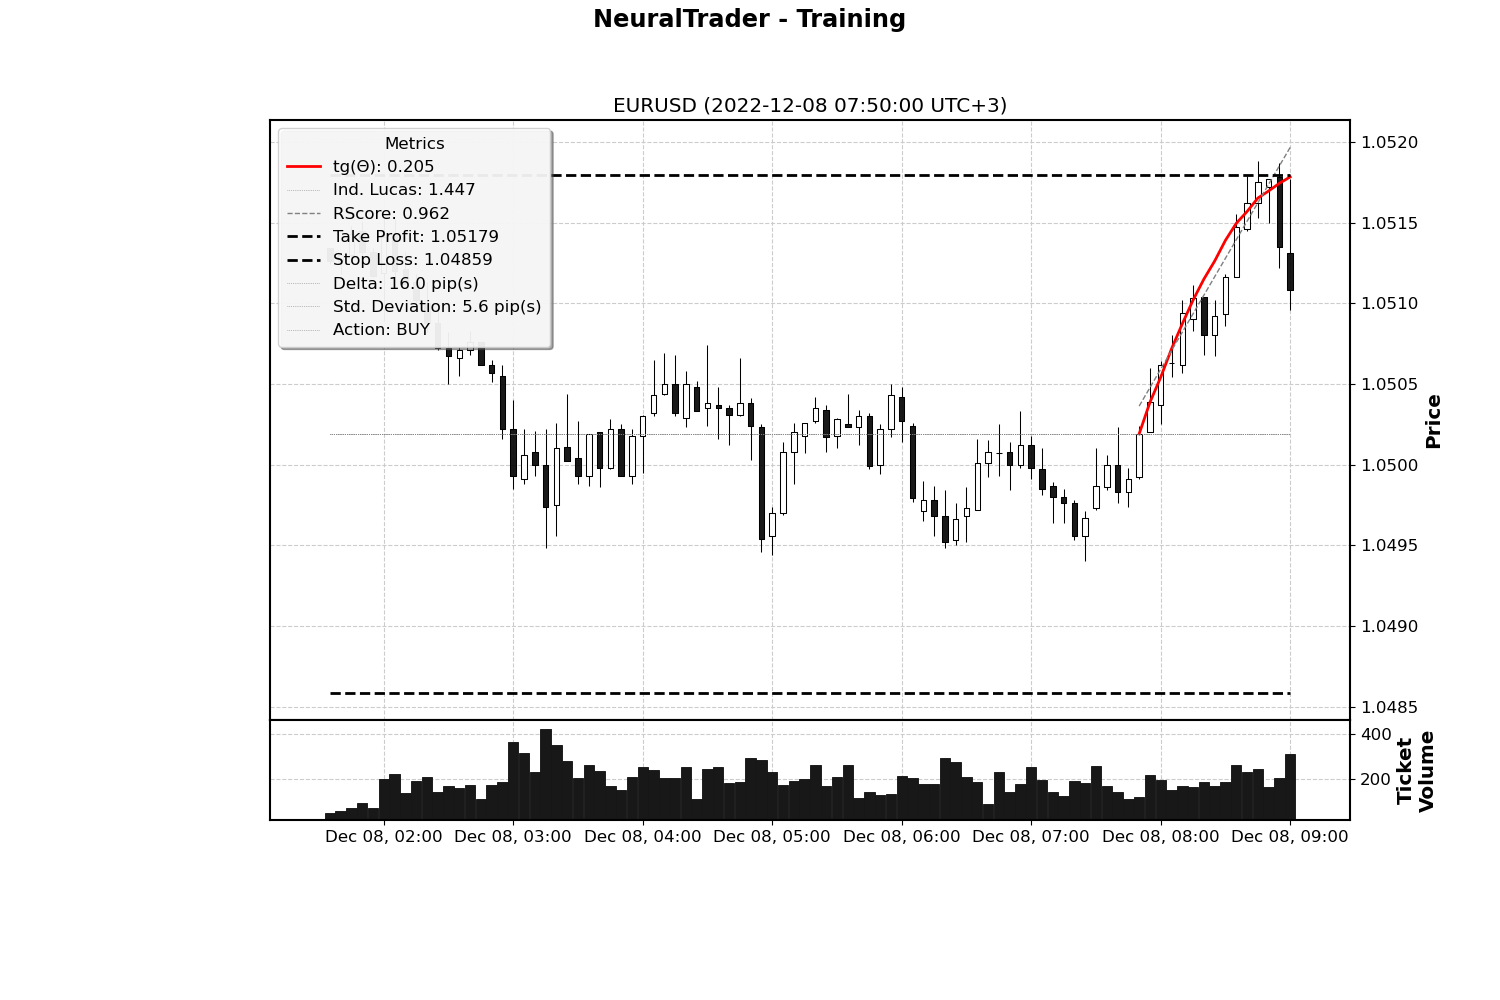 NeuralTrader - Training
EURUSD (2022-12-08 07:50:00 UTC+3)
Metrics
tg(Θ): 0.205
Ind. Lucas: 1.447
RScore: 0.962
Take Profit: 1.05179
Stop Loss: 1.04859
Delta: 16.0 pip(s)
Std. Deviation: 5.6 pip(s)
Action: BUY
1.0520
1.0515
1.0510
1.0505
1.0500
1.0495
1.0490
1.0485
Price
400
200
Ticket
Volume
Dec 08, 02:00 Dec 08, 03:00 Dec 08, 04:00 Dec 08, 05:00 Dec 08, 06:00 Dec 08, 07:00 Dec 08, 08:00 Dec 08, 09:00